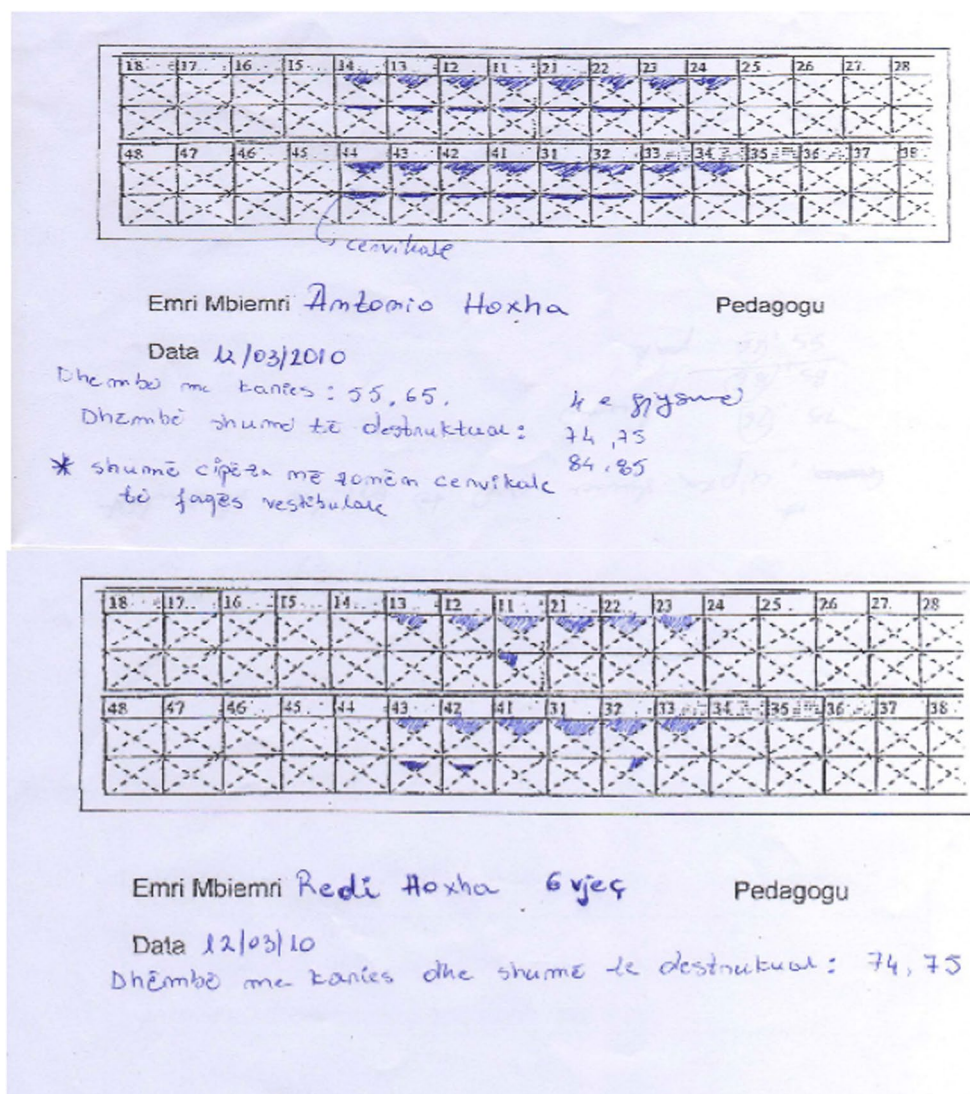 18 17 16 15 14 13 12 11 21 22 23 24 25 26 27 28
48 47 46 45 44 43 42 41 31 32 33 34 35 36 37 38
cervikale
Emri Mbiemri Antonio Hoxha Pedagogu
Data 12/03/2010
Dhembë me karies : 55, 65. 4 e gjysmë
Dhëmbë shumë të destruktuar : 74, 75
84, 85
* shumë cipëza më zonën cervikale
të faqës vestibulare
18 17 16 15 14 13 12 11 21 22 23 24 25 26 27 28
48 47 46 45 44 43 42 41 31 32 33 34 35 36 37 38
Emri Mbiemri Redi Hoxha 6 vjeç Pedagogu
Data 12/03/10
Dhëmbë me karies dhe shumë te destrukuar : 74, 75